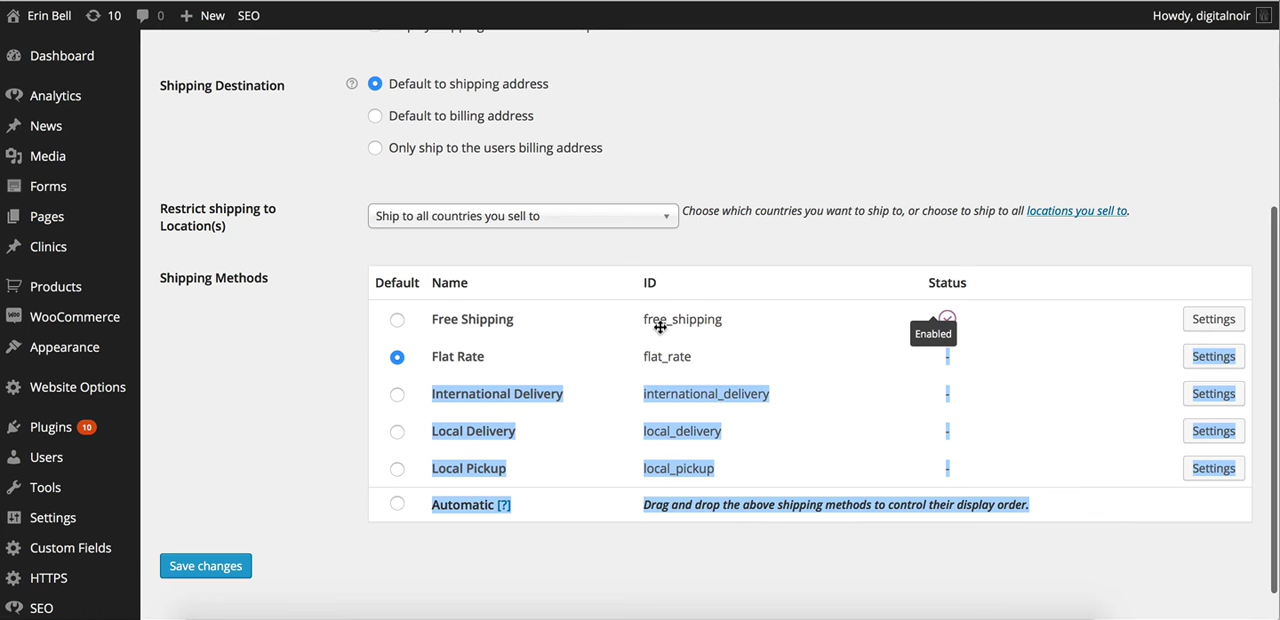 Erin Bell 10 0 New SEO Howdy, digitalnoir
Dashboard
Analytics
News
Media
Forms
Pages
Clinics
Products
WooCommerce
Appearance
Website Options
Plugins 10
Users
Tools
Settings
Custom Fields
HTTPS
SEO
Shipping Destination
Default to shipping address
Default to billing address
Only ship to the users billing address
Restrict shipping to
Location(s)
Ship to all countries you sell to
Choose which countries you want to ship to, or choose to ship to all locations you sell to.
Shipping Methods
Default Name ID Status
Free Shipping free_shipping Settings
Enabled
Flat Rate flat_rate - Settings
International Delivery international_delivery - Settings
Local Delivery local_delivery - Settings
Local Pickup local_pickup - Settings
Automatic [?] Drag and drop the above shipping methods to control their display order.
Save changes